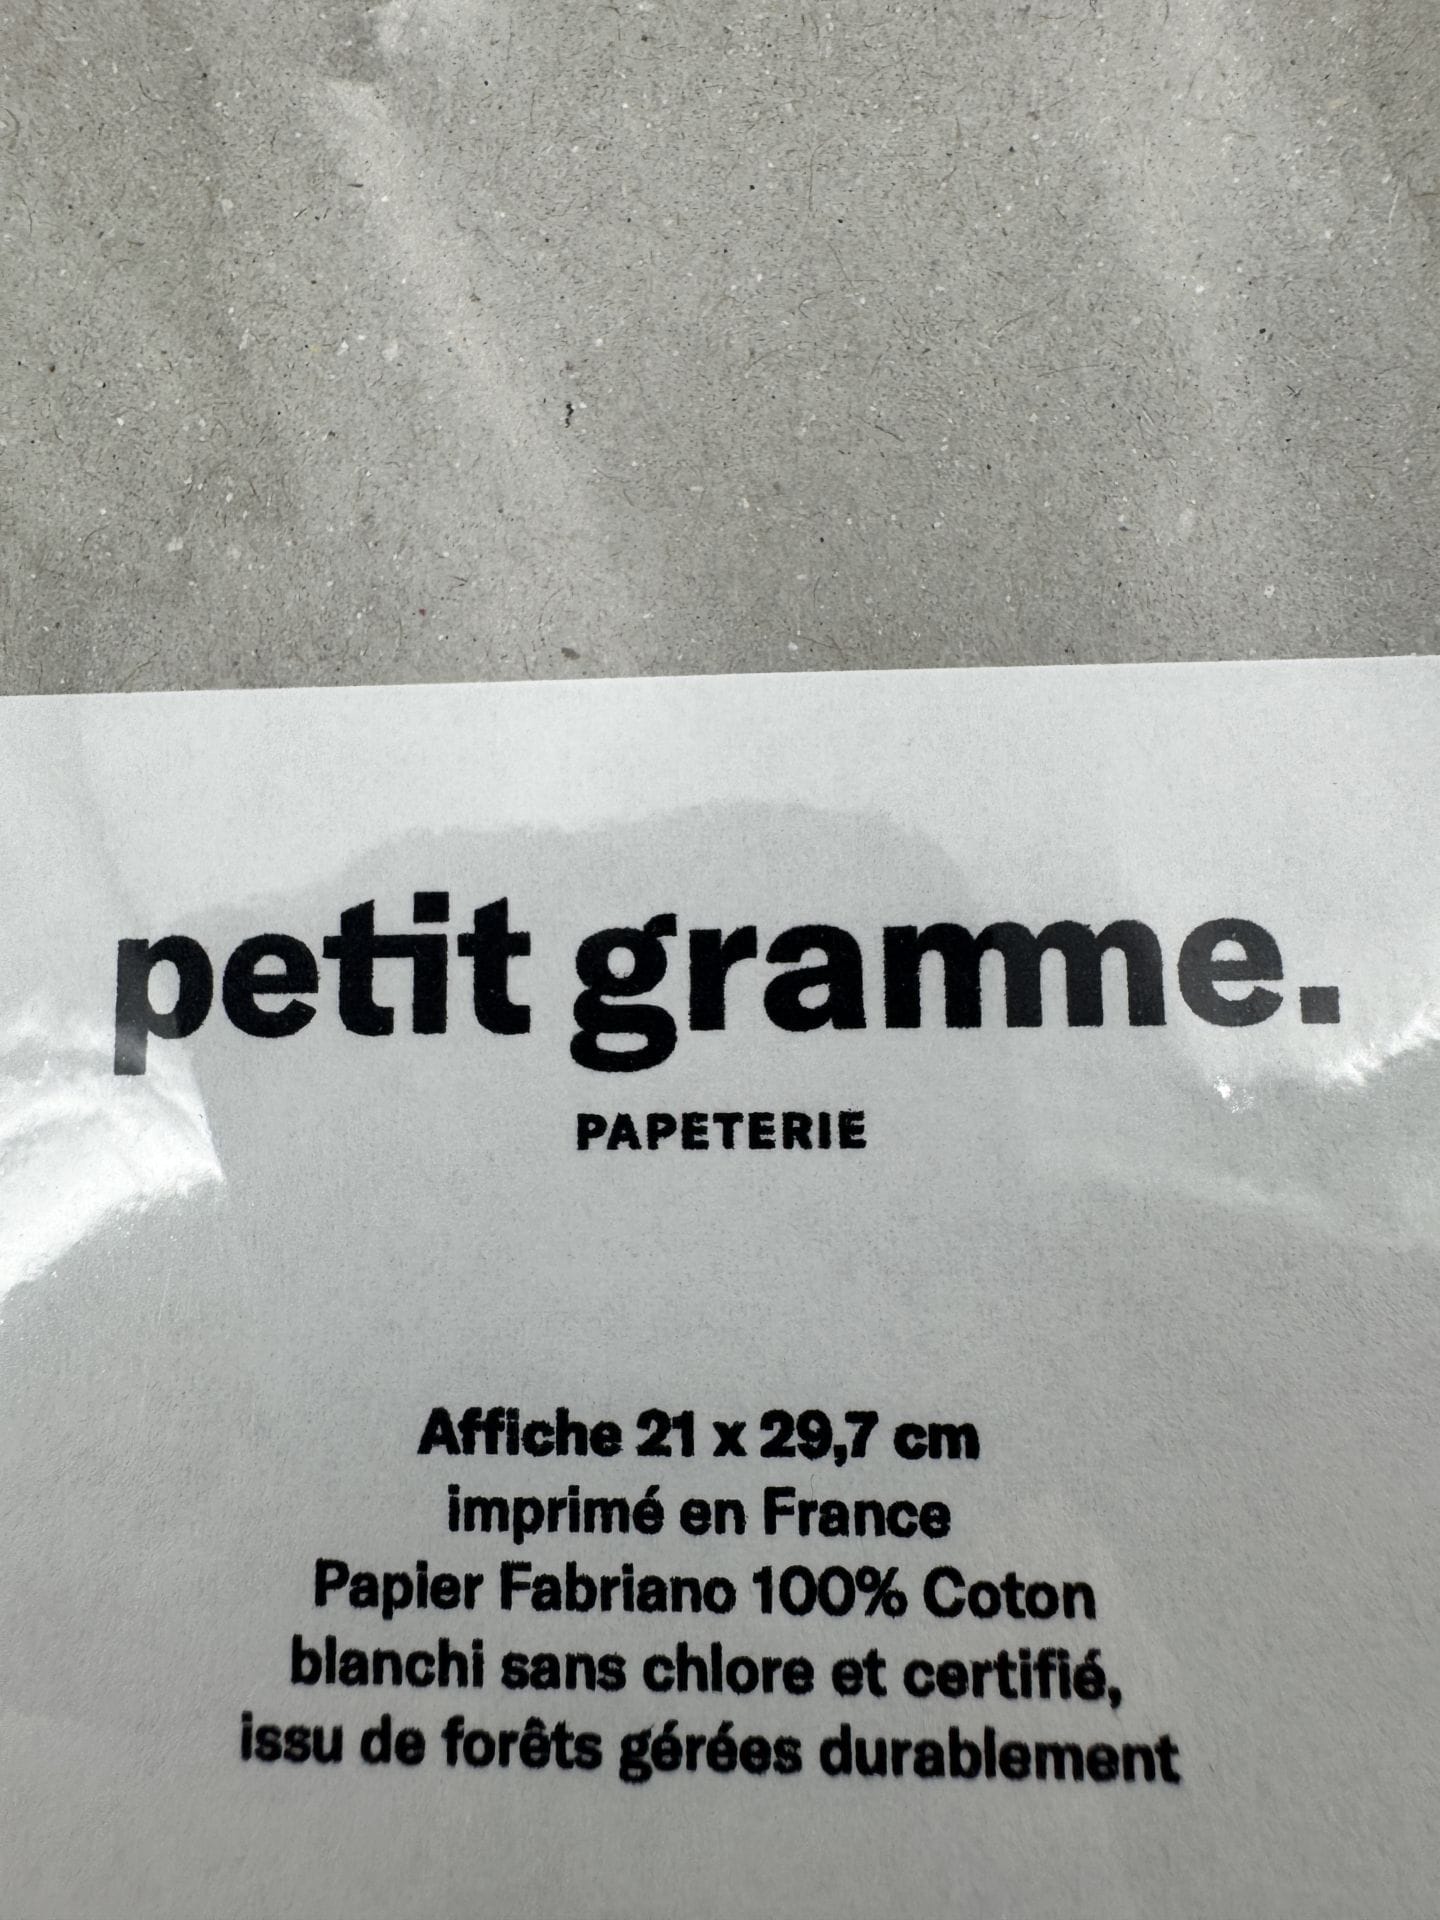 petit gramme.
PAPETERIE
Affiche 21 x 29,7 cm
imprimé en France
Papier Fabriano 100% Coton
blanchi sans chlore et certifié,
issu de forêts gérées durablement